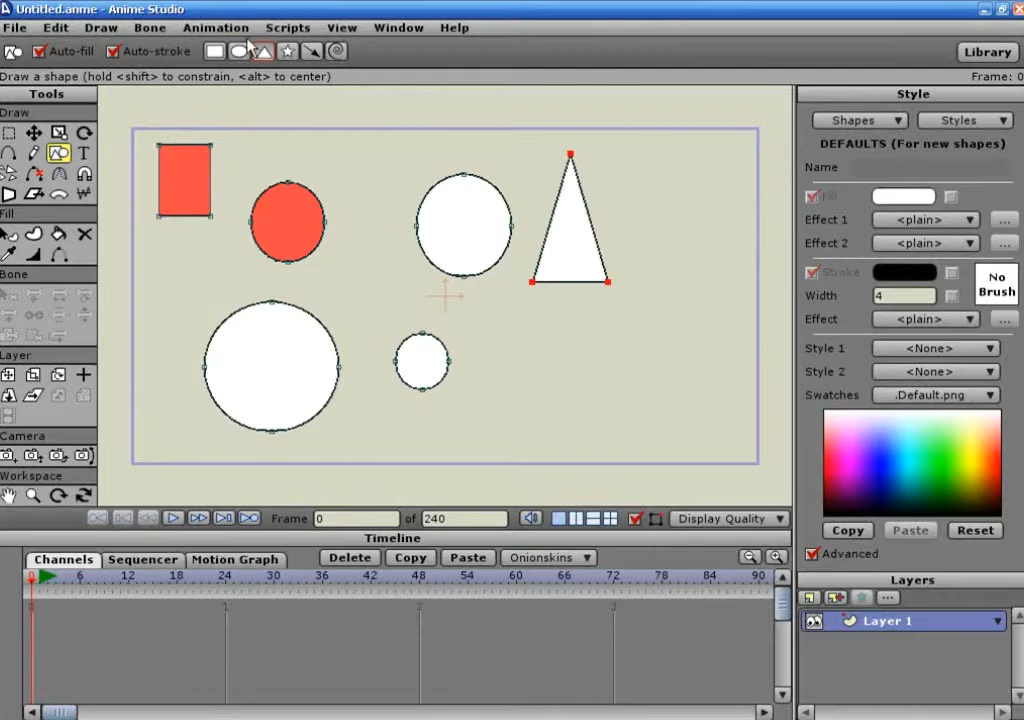 Untitled.anme - Anime Studio
File Edit Draw Bone Animation Scripts View Window Help
Auto-fill Auto-stroke Library
Draw a shape (hold <shift> to constrain, <alt> to center) Frame: 0
Tools
Draw
T
Fill
Bone
Layer
Camera
Workspace
Style
Shapes Styles
DEFAULTS (For new shapes)
Name
Fill
Effect 1 <plain> ...
Effect 2 <plain> ...
Stroke
No Brush
Width 4
Effect <plain> ...
Style 1 <None>
Style 2 <None>
Swatches .Default.png
Copy Paste Reset
Advanced
Frame 0 of 240 Display Quality
Timeline
Channels Sequencer Motion Graph Delete Copy Paste Onionskins
0 6 12 18 24 30 36 42 48 54 60 66 72 78 84 90
0 1 2 3
Layers
...
Layer 1